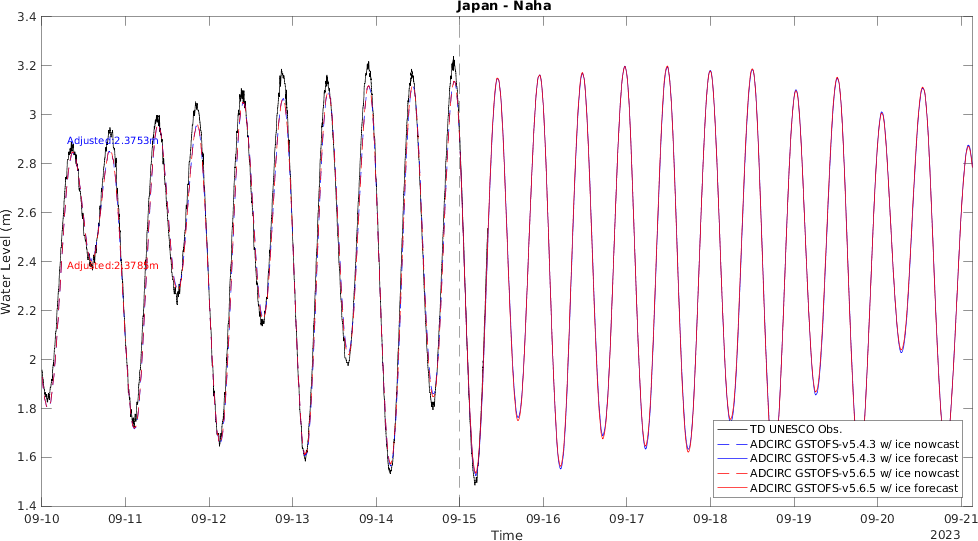 Japan - Naha
3.4
3.2
3
2.8
2.6
2.4
2.2
2
1.8
1.6
1.4
Water Level (m)
Adjusted:2.3753m
Adjusted:2.3785m
TD UNESCO Obs.
ADCIRC GSTOFS-v5.4.3 w/ ice nowcast
ADCIRC GSTOFS-v5.4.3 w/ ice forecast
ADCIRC GSTOFS-v5.6.5 w/ ice nowcast
ADCIRC GSTOFS-v5.6.5 w/ ice forecast
09-10 09-11 09-12 09-13 09-14 09-15 09-16 09-17 09-18 09-19 09-20 09-21
Time
2023